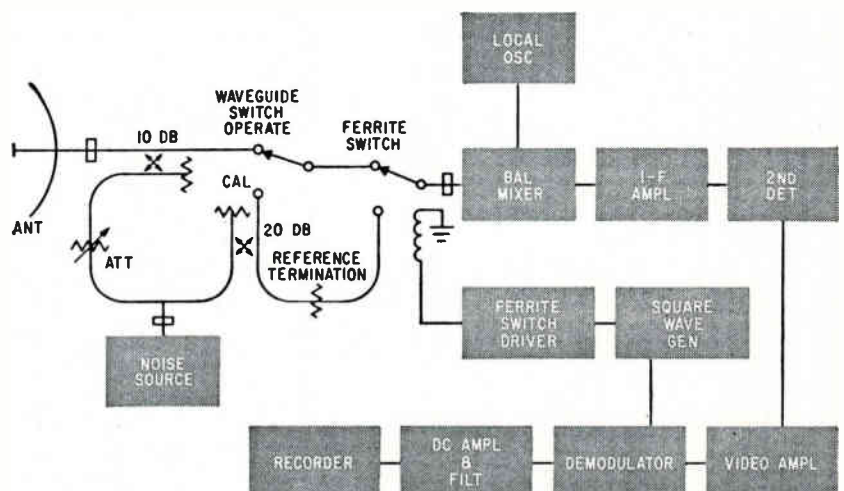 LOCAL
OSC
WAVEGUIDE
SWITCH
OPERATE
FERRITE
SWITCH
10 DB
CAL
BAL
MIXER
I-F
AMPL
2ND
DET
ANT
ATT
20 DB
REFERENCE
TERMINATION
FERRITE
SWITCH
DRIVER
SQUARE
WAVE
GEN
NOISE
SOURCE
RECORDER
DC AMPL
&
FILT
DEMODULATOR
VIDEO AMPL